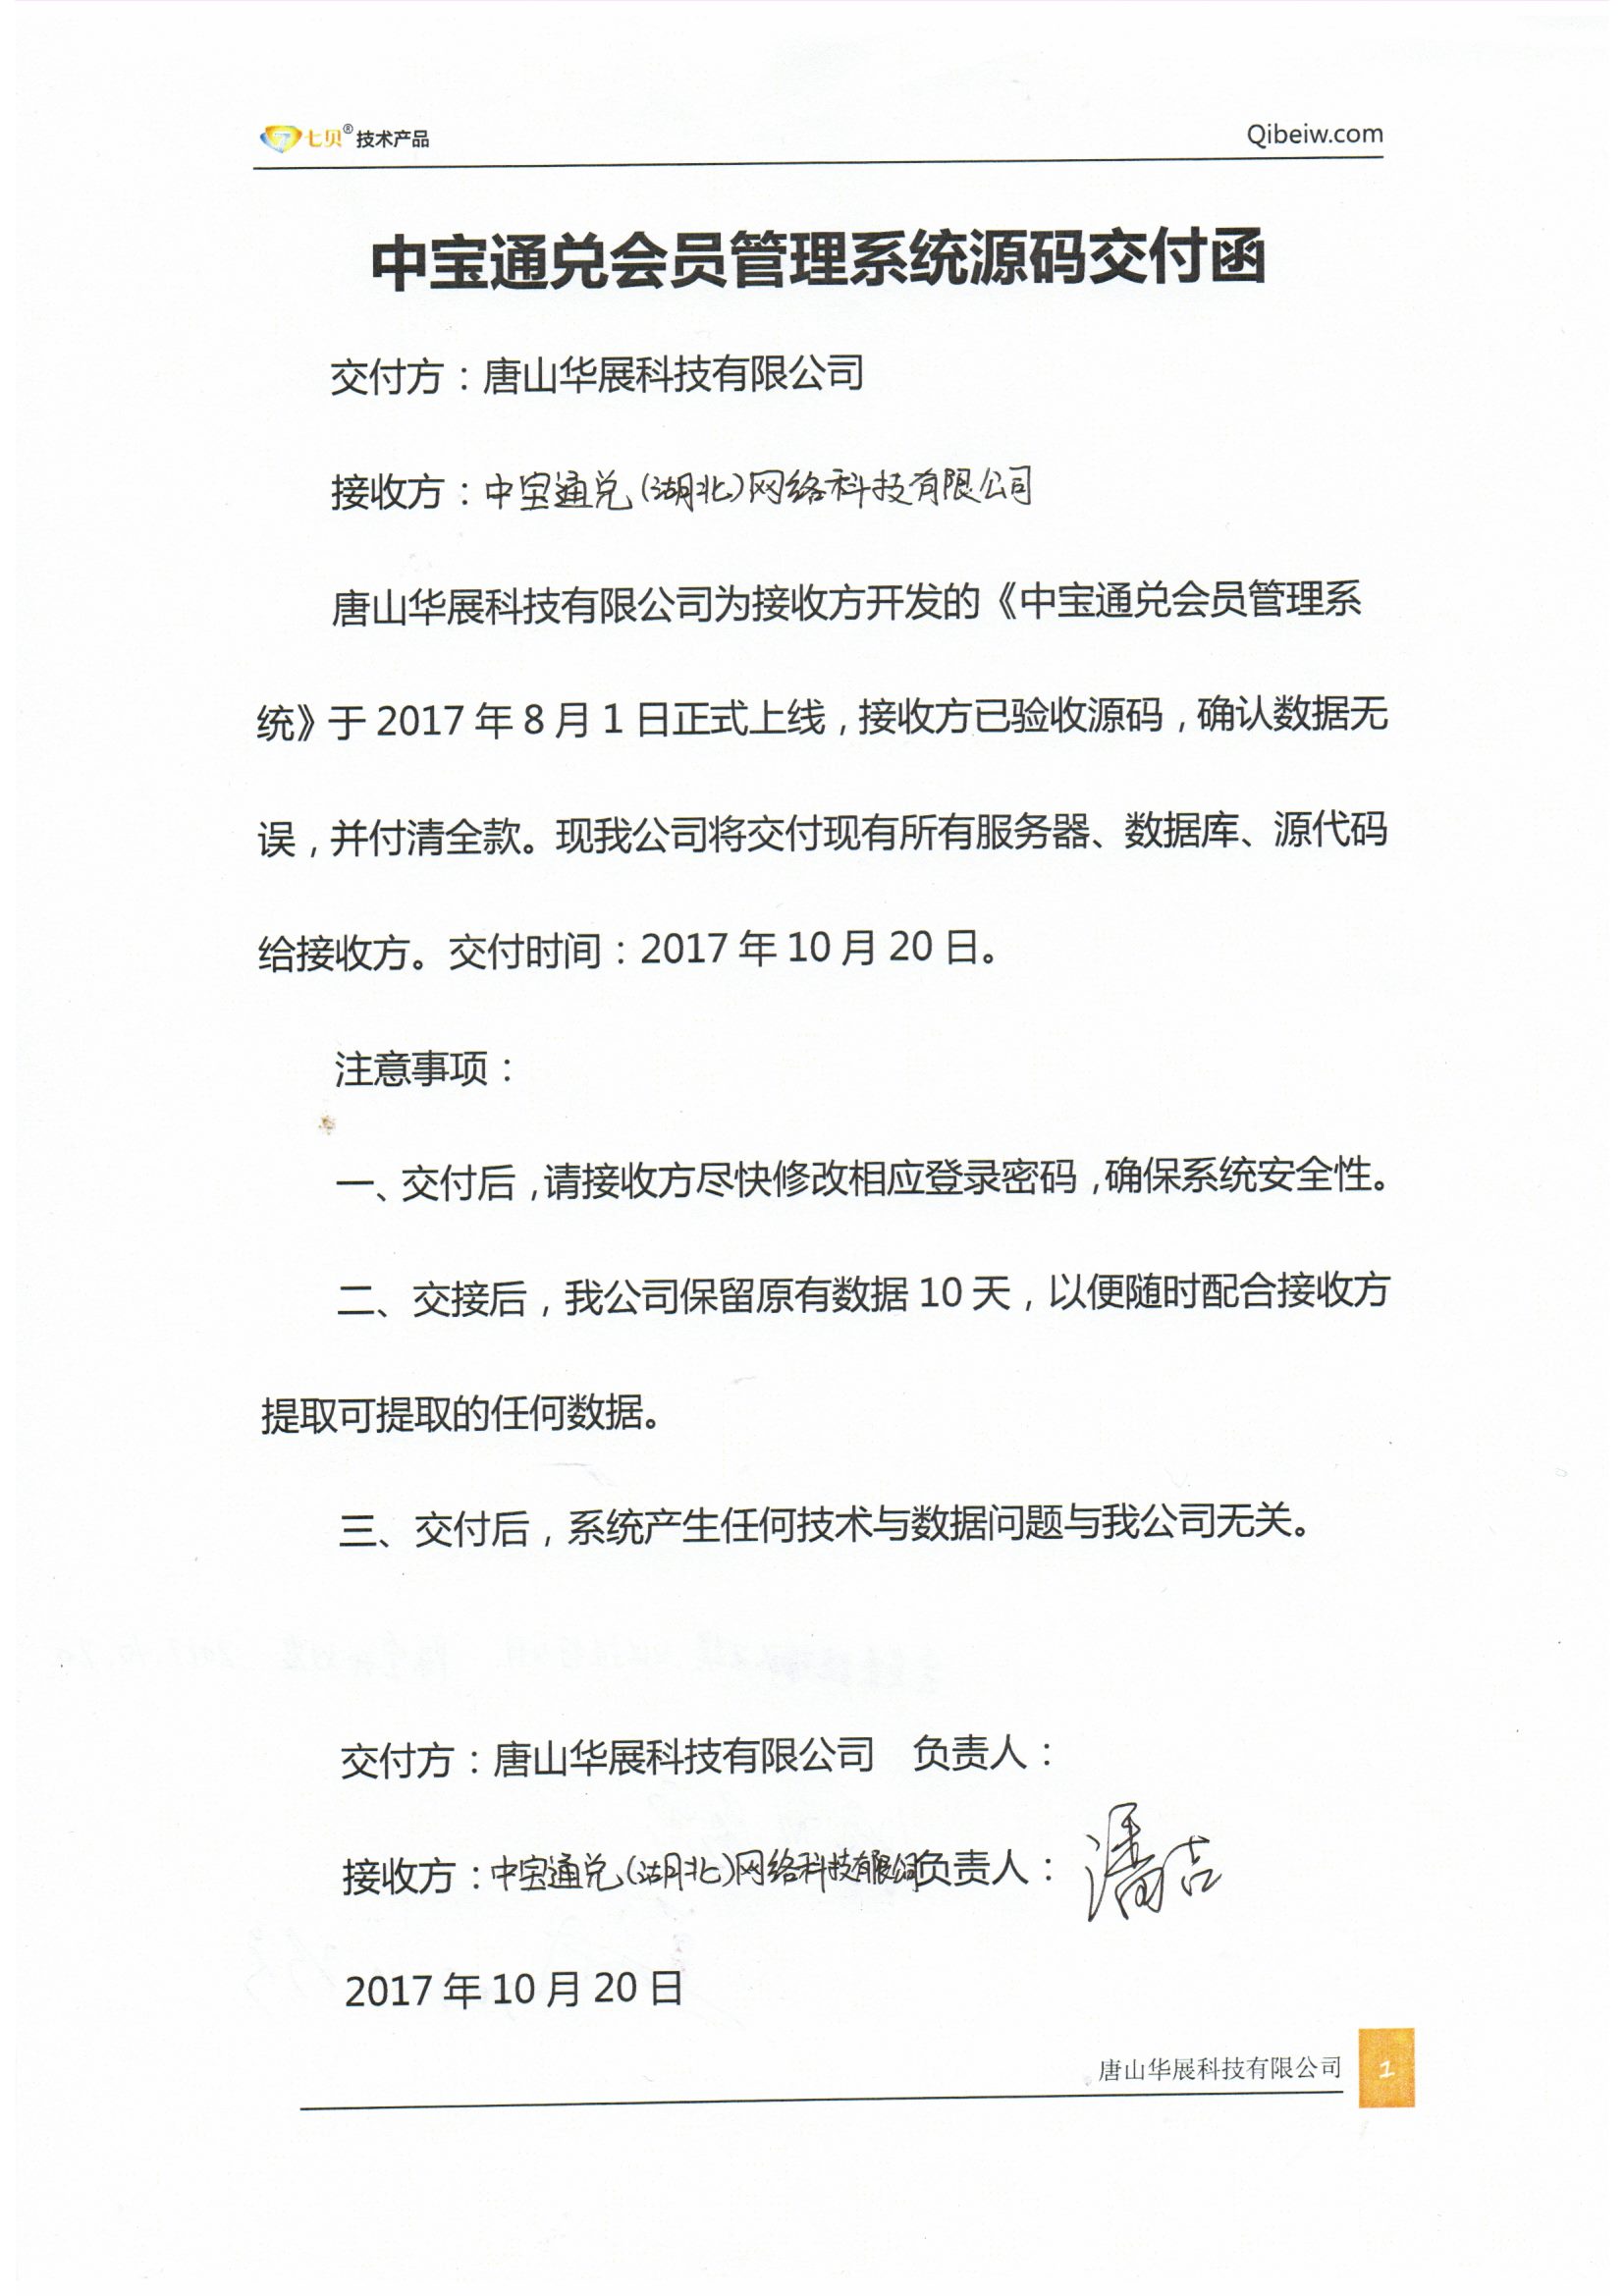 七贝®技术产品
Qibeiw.com
中宝通兑会员管理系统源码交付函
交付方：唐山华展科技有限公司
接收方：中宝通兑（湖北）网络科技有限公司
唐山华展科技有限公司为接收方开发的《中宝通兑会员管理系
统》于 2017 年 8 月 1 日正式上线，接收方已验收源码，确认数据无
误，并付清全款。现我公司将交付现有所有服务器、数据库、源代码
给接收方。交付时间：2017 年 10 月 20 日。
注意事项：
一、交付后，请接收方尽快修改相应登录密码，确保系统安全性。
二、交接后，我公司保留原有数据 10 天，以便随时配合接收方
提取可提取的任何数据。
三、交付后，系统产生任何技术与数据问题与我公司无关。
交付方：唐山华展科技有限公司 负责人：
接收方：中宝通兑（湖北）网络科技有限公司负责人：潘吉
2017 年 10 月 20 日
唐山华展科技有限公司 1